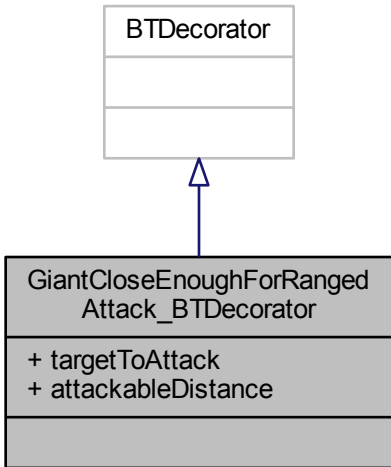 BTDecorator
GiantCloseEnoughForRanged
Attack_BTDecorator
+ targetToAttack
+ attackableDistance